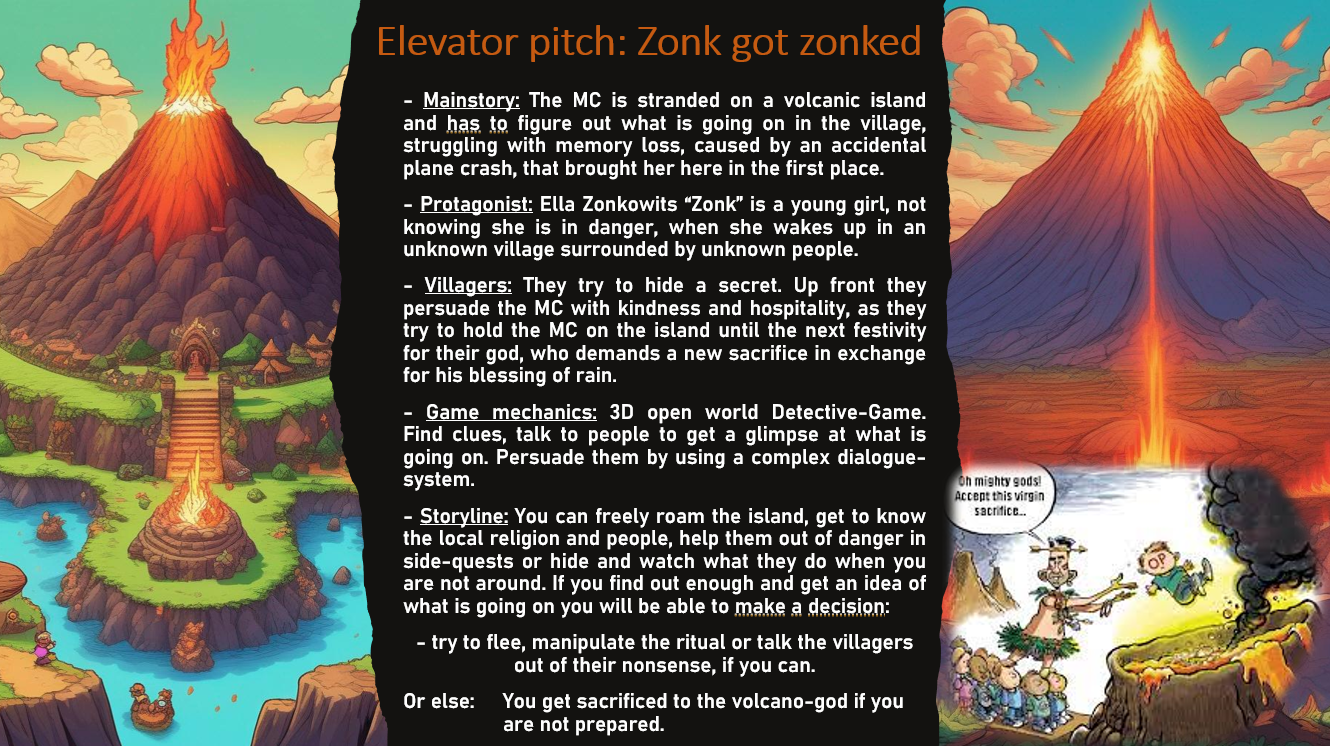 Elevator pitch: Zonk got zonked
- Mainstory: The MC is stranded on a volcanic island
and has to figure out what is going on in the village,
struggling with memory loss, caused by an accidental
plane crash, that brought her here in the first place.
- Protagonist: Ella Zonkowits “Zonk” is a young girl, not
knowing she is in danger, when she wakes up in an
unknown village surrounded by unknown people.
- Villagers: They try to hide a secret. Up front they
persuade the MC with kindness and hospitality, as they
try to hold the MC on the island until the next festivity
for their god, who demands a new sacrifice in exchange
for his blessing of rain.
- Game mechanics: 3D open world Detective-Game.
Find clues, talk to people to get a glimpse at what is
going on. Persuade them by using a complex dialogue-
system.
- Storyline: You can freely roam the island, get to know
the local religion and people, help them out of danger in
side-quests or hide and watch what they do when you
are not around. If you find out enough and get an idea of
what is going on you will be able to make a decision:
- try to flee, manipulate the ritual or talk the villagers
out of their nonsense, if you can.
Or else: You get sacrificed to the volcano-god if you
are not prepared.
Oh mighty gods!
Accept this virgin
sacrifice...